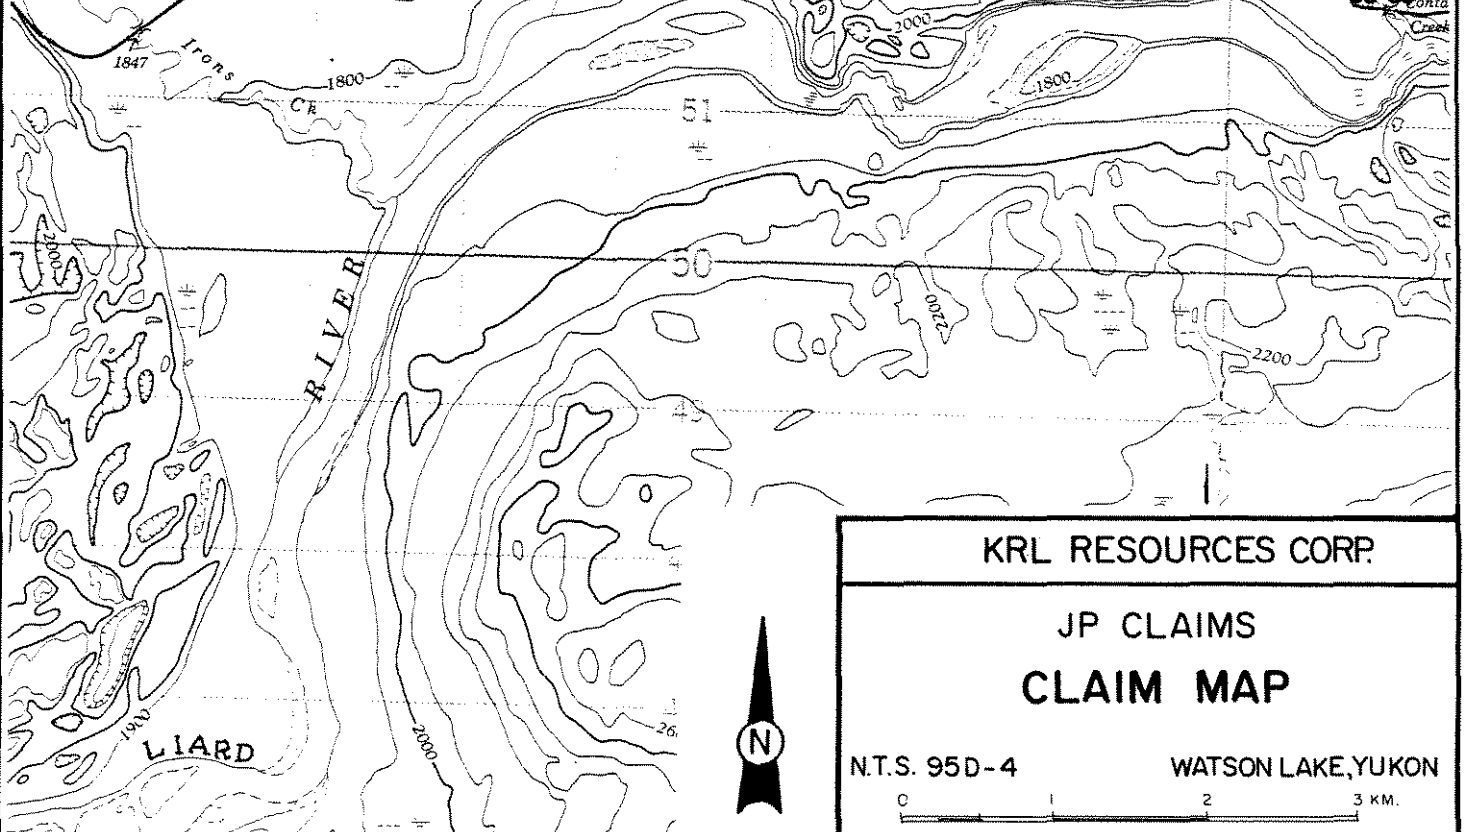 2000
Creek
1847
Irons
Ck
1800
1800
51
2000
50
2200
2200
RIVER
49
KRL RESOURCES CORP.
JP CLAIMS
CLAIM MAP
1900
LIARD
2000
N
N.T.S. 95D-4
WATSON LAKE, YUKON
0 1 2 3 KM.